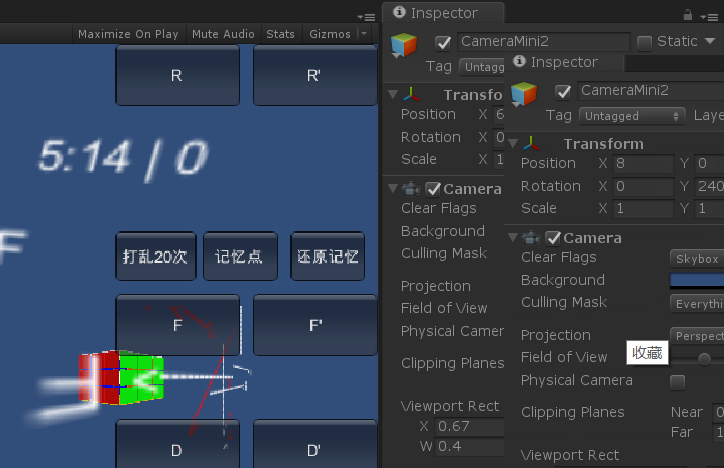 Maximize On Play Mute Audio Stats Gizmos
R R'
5:14 / 0
F
打乱20次 记忆点 还原记忆
F F'
D D'
Inspector
CameraMini2 Static
Tag Untagg
Transfo
Position X 6
Rotation X 0
Scale X 1
Camera
Clear Flags
Background
Culling Mask
Projection
Field of View
Physical Camer
Clipping Planes
Viewport Rect
X 0.67
W 0.4
Inspector
CameraMini2
Tag Untagged Laye
Transform
Position X 8 Y 0
Rotation X 0 Y 240
Scale X 1 Y 1
Camera
Clear Flags Skybox
Background
Culling Mask Everythi
Projection Perspect
收藏
Field of View
Physical Camera
Clipping Planes Near 0
Far 1
Viewport Rect